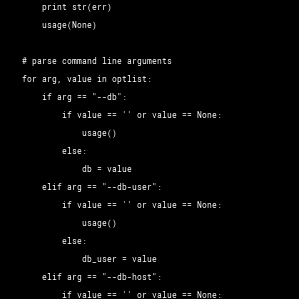 print str(err)
usage(None)
# parse command line arguments
for arg, value in optlist:
if arg == "--db":
if value == '' or value == None:
usage()
else:
db = value
elif arg == "--db-user":
if value == '' or value == None:
usage()
else:
db_user = value
elif arg == "--db-host":
if value == '' or value == None: